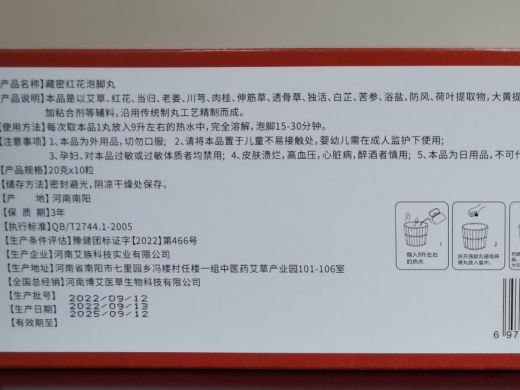 产品名称】藏密红花泡脚丸
产品说明】本品是以艾草、红花、当归、老姜、川芎、肉桂、伸筋草、透骨草、独活、白芷、苦参、浴盐、防风、荷叶提取物,大黄提
加粘合剂等辅料,沿用传统制丸工艺精制而成。
使用方法】每次取本品1丸放入9升左右的热水中,完全溶解,泡脚15-30分钟。
注意事项】1、本品为外用品,切勿口服; 2、请将本品置于儿童不易接触处,婴幼儿需在成人监护下使用;
3、孕妇、对本品过敏或过敏体质者均禁用; 4、皮肤溃烂,高血压,心脏病,醉酒者慎用; 5、本品为日用品,不可代
产品规格】20克x10粒
【储存方法】密封避光,阴凉干燥处保存。
【产 地】河南南阳
【保 质 期】3年
【执行标准】QB/T2744.1-2005
【生产条件评估】豫健团标证字【2022】第466号
【生产企业】河南艾族科技实业有限公司
【生产地址】河南省南阳市七里园乡冯楼村任楼一组中医药艾草产业园101-106室
【全国总经销】河南博艾医草生物科技有限公司
【生产批号】 2022/09/12
【生产日期】 2022/09/13
【有效期至】 2025/09/12
1
倒入9升左右
的热水
2
拆开泡脚丸将
6 97